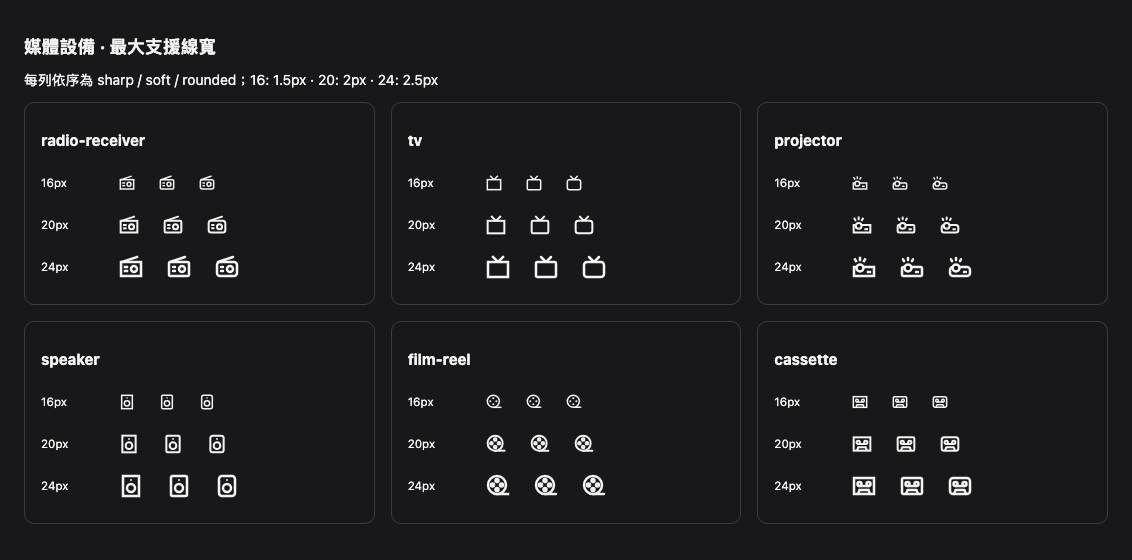 媒體設備 · 最大支援線寬
每列依序為 sharp / soft / rounded；16: 1.5px · 20: 2px · 24: 2.5px
radio-receiver
16px
20px
24px
tv
16px
20px
24px
projector
16px
20px
24px
speaker
16px
20px
24px
film-reel
16px
20px
24px
cassette
16px
20px
24px